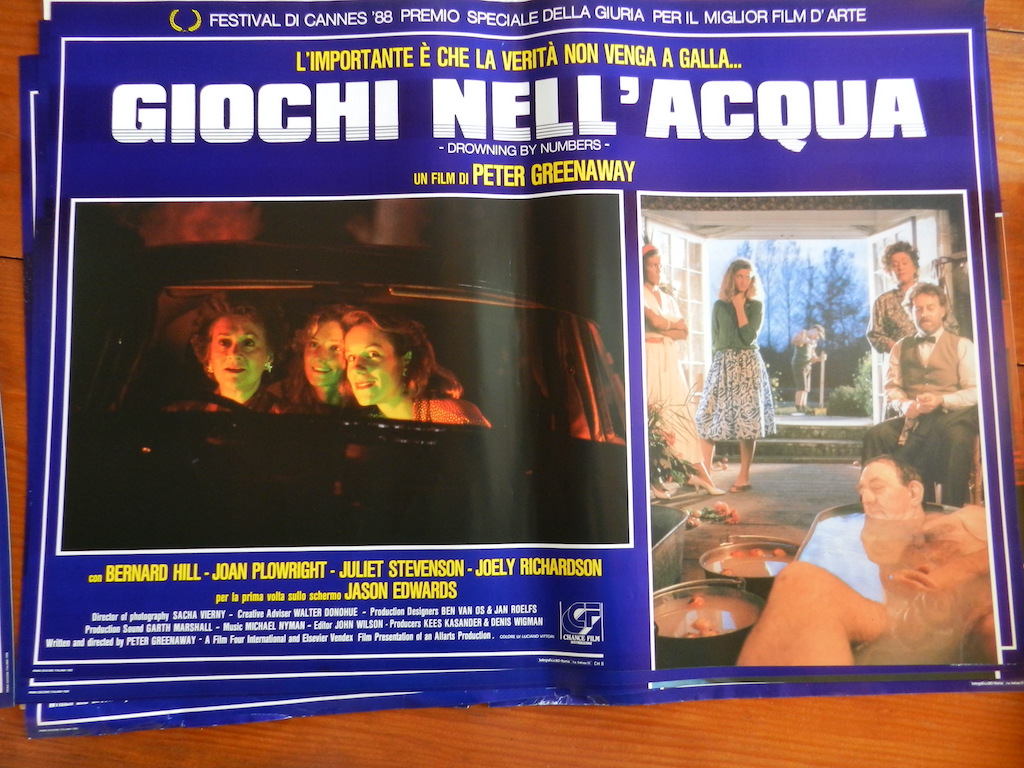 FESTIVAL DI CANNES '88 PREMIO SPECIALE DELLA GIURIA PER IL MIGLIOR FILM D'ARTE
L'IMPORTANTE È CHE LA VERITÀ NON VENGA A GALLA...
GIOCHI NELL'ACQUA
- DROWNING BY NUMBERS -
UN FILM DI PETER GREENAWAY
con BERNARD HILL - JOAN PLOWRIGHT - JULIET STEVENSON - JOELY RICHARDSON
per la prima volta sullo schermo JASON EDWARDS
Director of photography SACHA VIERNY - Creative Adviser WALTER DONOHUE - Production Designers BEN VAN OS & JAN ROELFS
Production Sound GARTH MARSHALL - Music MICHAEL NYMAN - Editor JOHN WILSON - Producers KEES KASANDER & DENIS WIGMAN
Written and directed by PETER GREENAWAY - A Film Four International and Elsevier Vendex Film Presentation of an Allarts Production.
COLORE DI LUCIANO VITTORI
CF
CHANCE FILM